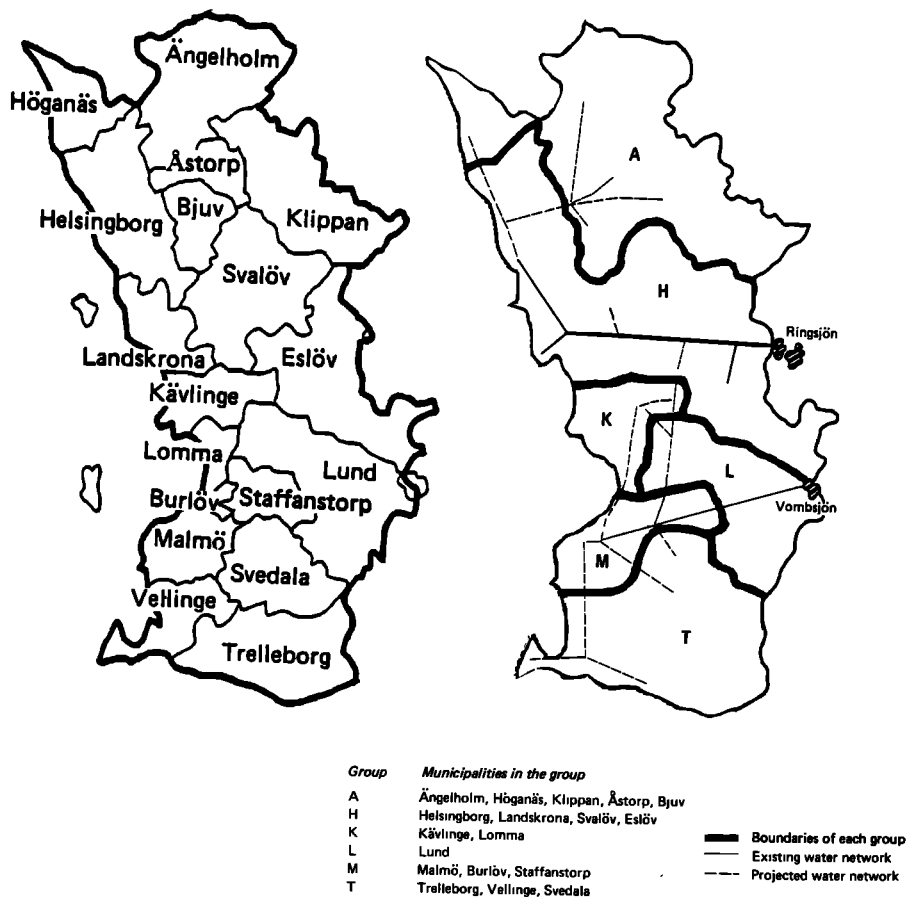 Ängelholm
Höganäs
Åstorp
Bjuv
Klippan
Helsingborg
Svalöv
Landskrona
Eslöv
Kävlinge
Lomma
Lund
Burlöv
Staffanstorp
Malmö
Svedala
Vellinge
Trelleborg
A
H
Ringsjön
K
L
Vombsjön
M
T
Group Municipalities in the group
A Ängelholm, Höganäs, Klippan, Åstorp, Bjuv
H Helsingborg, Landskrona, Svalöv, Eslöv
K Kävlinge, Lomma
L Lund
M Malmö, Burlöv, Staffanstorp
T Trelleborg, Vellinge, Svedala
Boundaries of each group
Existing water network
Projected water network